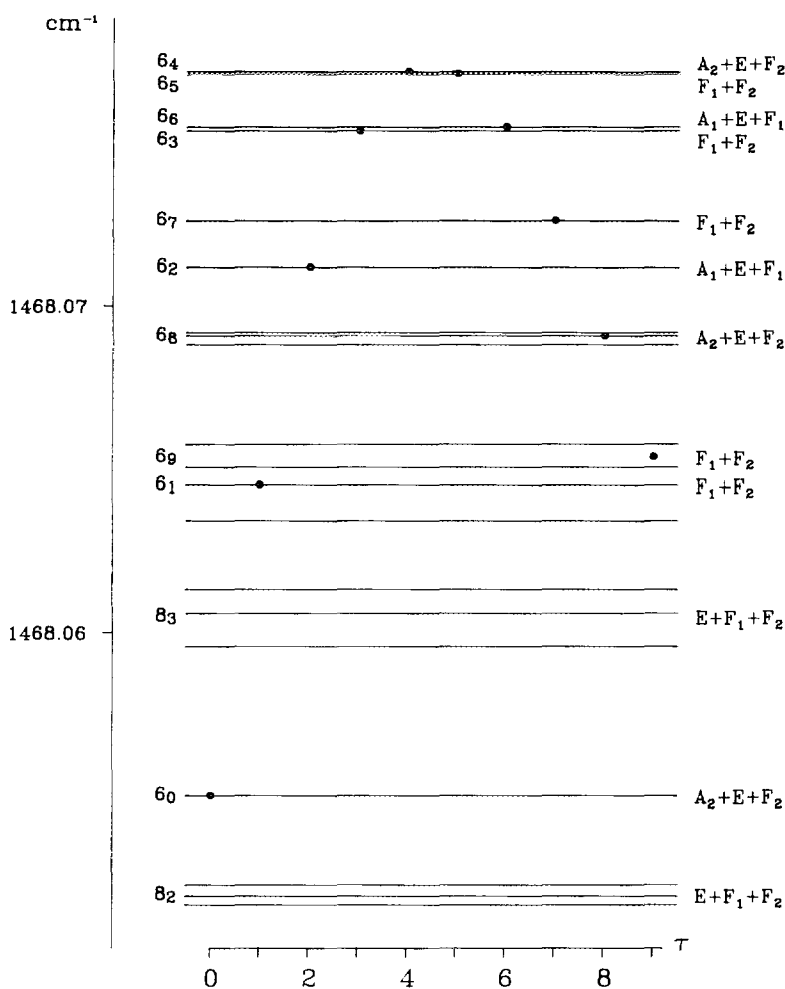 cm⁻¹
6₄ A₂+E+F₂
6₅ F₁+F₂
6₆ A₁+E+F₁
6₃ F₁+F₂
6₇ F₁+F₂
6₂ A₁+E+F₁
1468.07
6₈ A₂+E+F₂
6₉ F₁+F₂
6₁ F₁+F₂
8₃ E+F₁+F₂
1468.06
6₀ A₂+E+F₂
8₂ E+F₁+F₂
τ
0 2 4 6 8